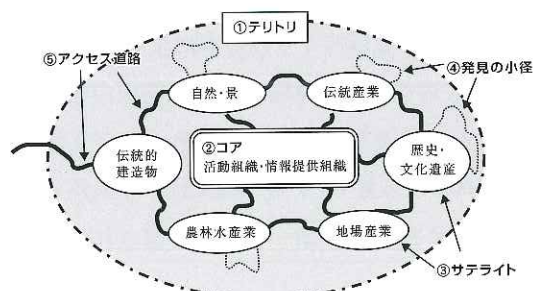 ①テリトリ
⑤アクセス道路
④発見の小径
自然・景
伝統産業
②コア
活動組織・情報提供組織
伝統的
建造物
歴史・
文化遺産
農林水産業
地場産業
③サテライト